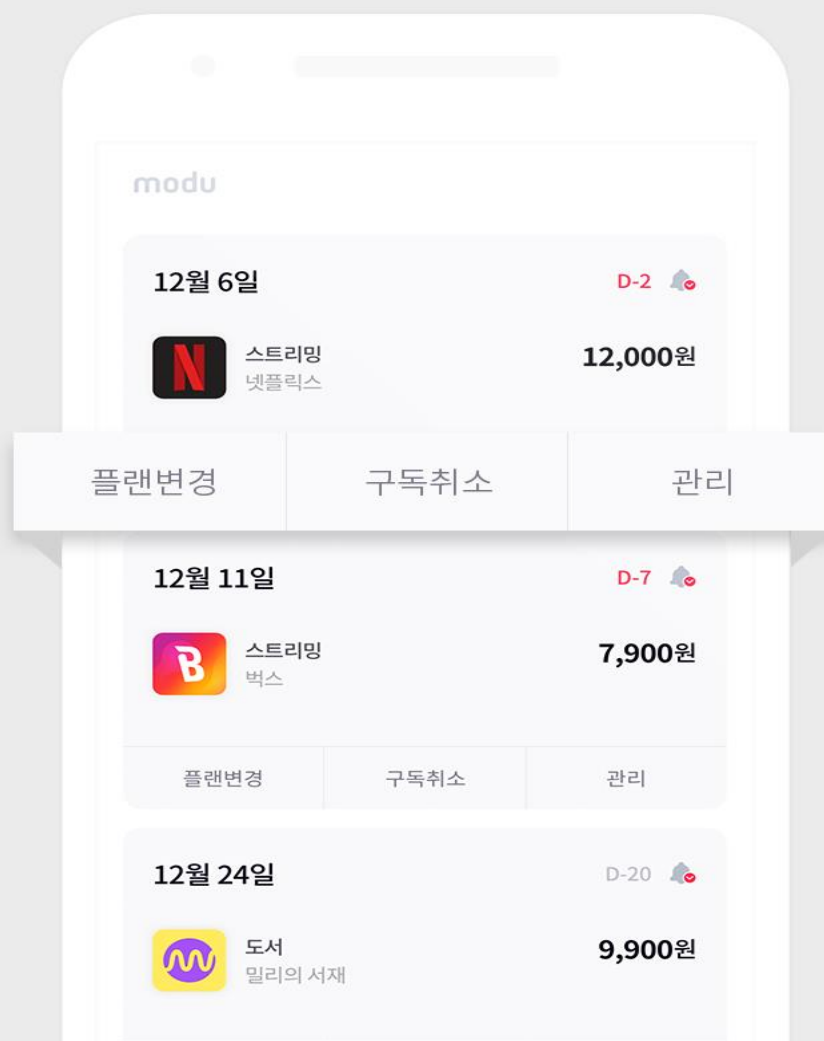 modu
12월 6일 D-2
스트리밍 12,000원
넷플릭스
플랜변경 구독취소 관리
12월 11일 D-7
스트리밍 7,900원
벅스
플랜변경 구독취소 관리
12월 24일 D-20
도서 9,900원
밀리의 서재